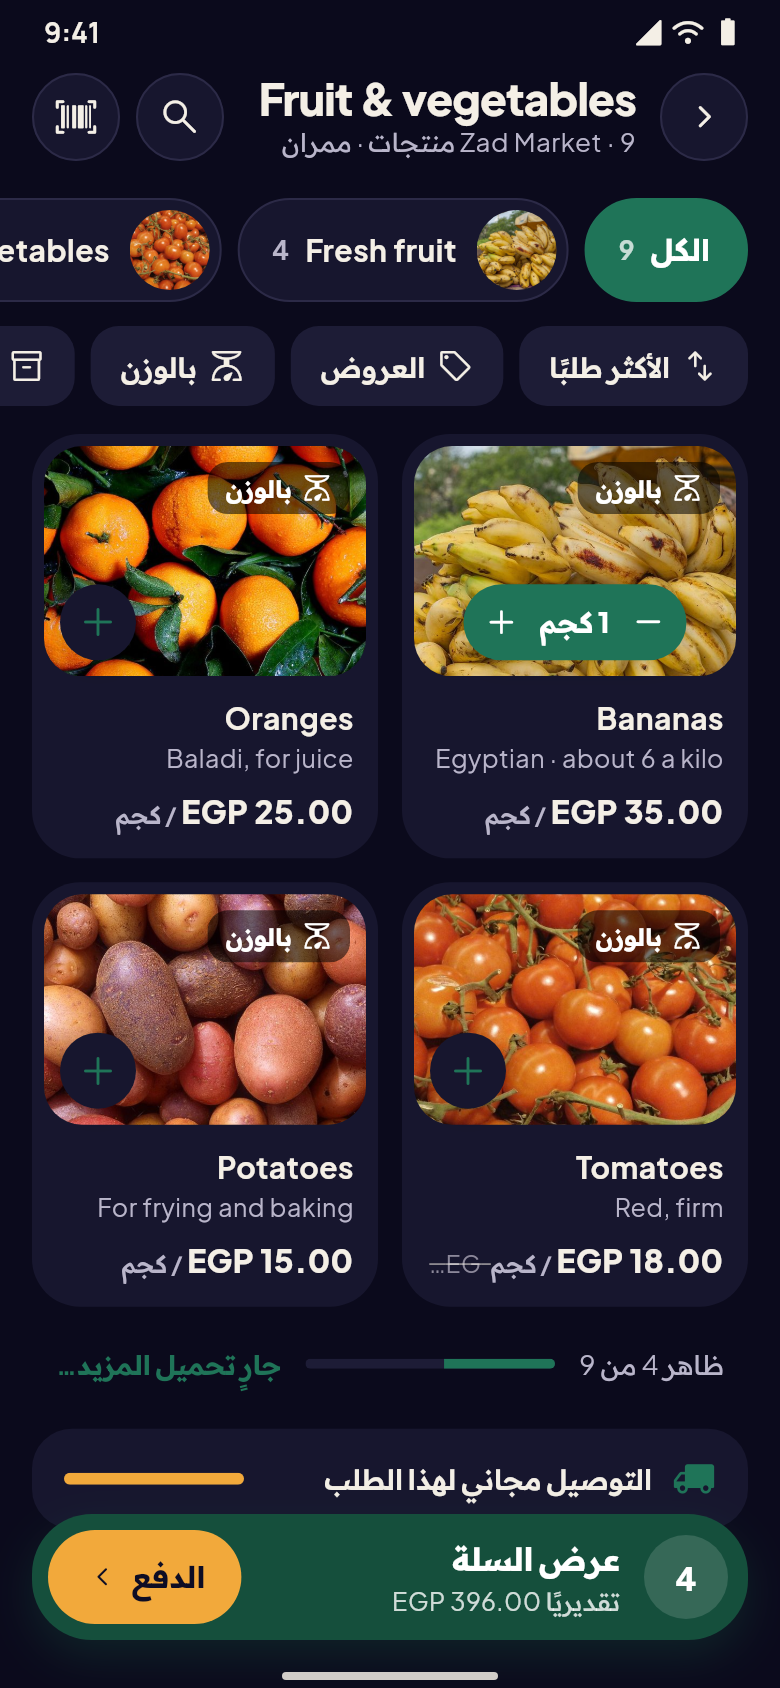 9:41
Fruit & vegetables
Zad Market · 9 منتجات · ممران
الكل 9
Fresh fruit 4
etables
الأكثر طلبًا
العروض
بالوزن
بالوزن
1 كجم
Bananas
Egyptian · about 6 a kilo
EGP 35.00 / كجم
بالوزن
Oranges
Baladi, for juice
EGP 25.00 / كجم
بالوزن
Tomatoes
Red, firm
EGP 18.00 / كجم EG…
بالوزن
Potatoes
For frying and baking
EGP 15.00 / كجم
ظاهر 4 من 9
جارٍ تحميل المزيد…
التوصيل مجاني لهذا الطلب
4
عرض السلة
تقديريًا EGP 396.00
الدفع